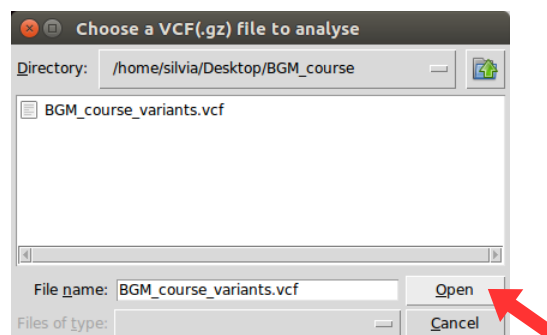 Choose a VCF(.gz) file to analyse
Directory: /home/silvia/Desktop/BGM_course
BGM_course_variants.vcf
File name: BGM_course_variants.vcf Open
Files of type: Cancel